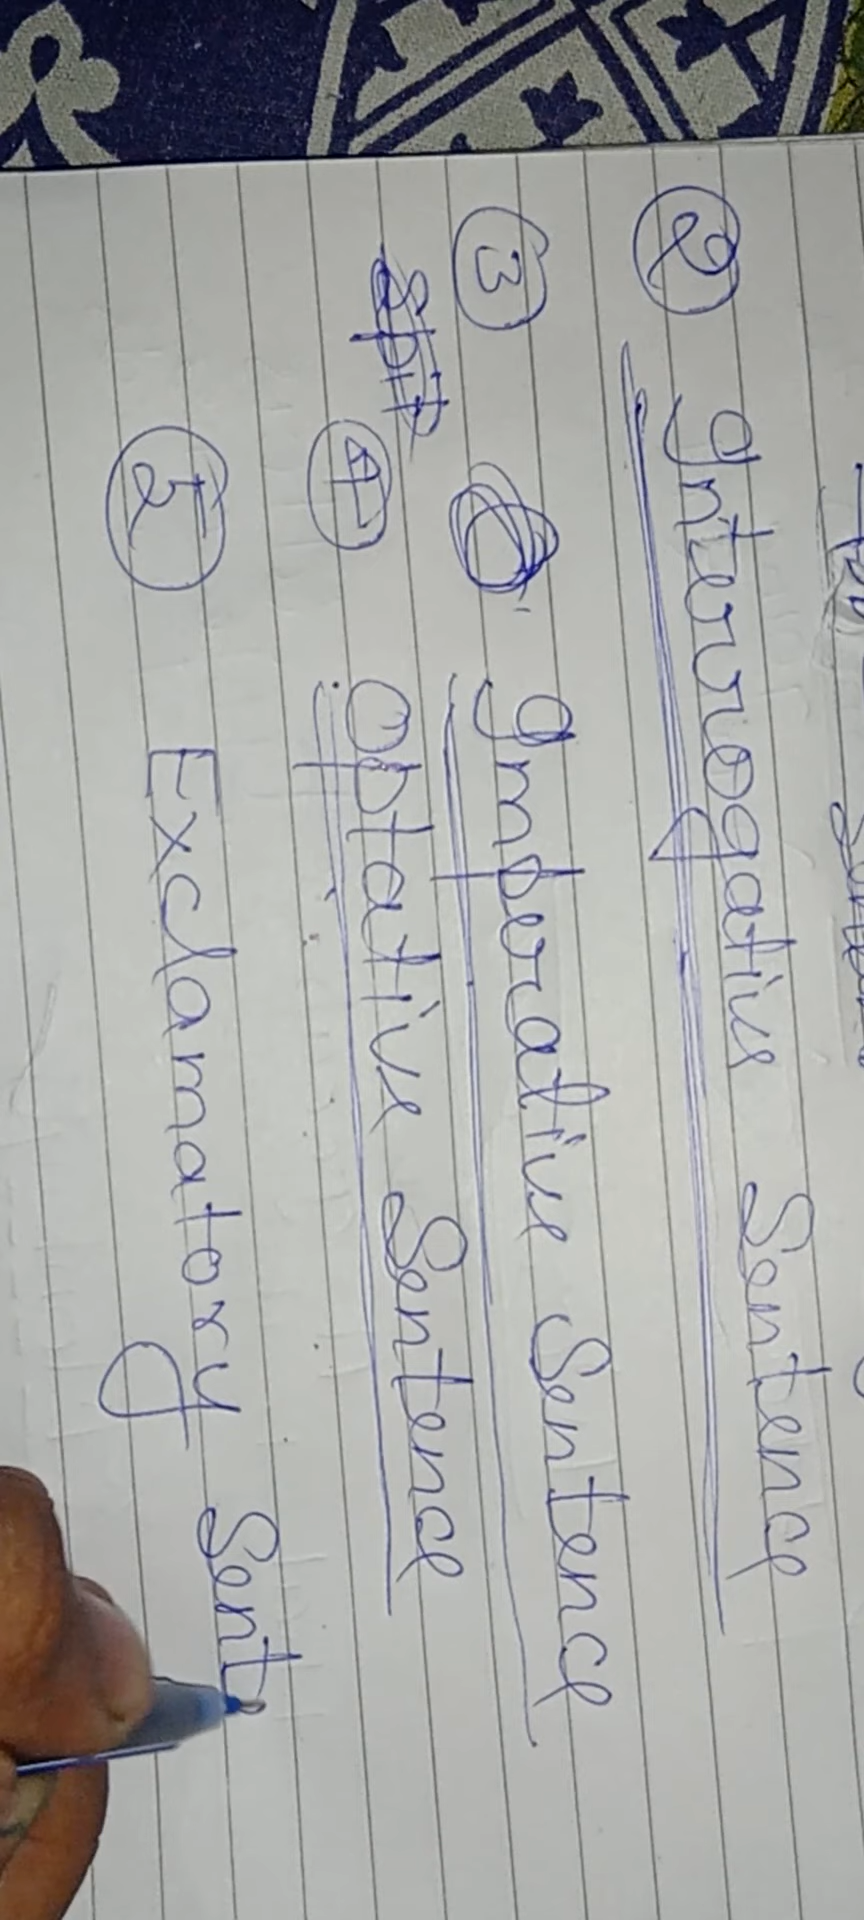 ② Interrogative Sentence
③ Imperative Sentence
④ Optative Sentence
⑤ Exclamatory Sent